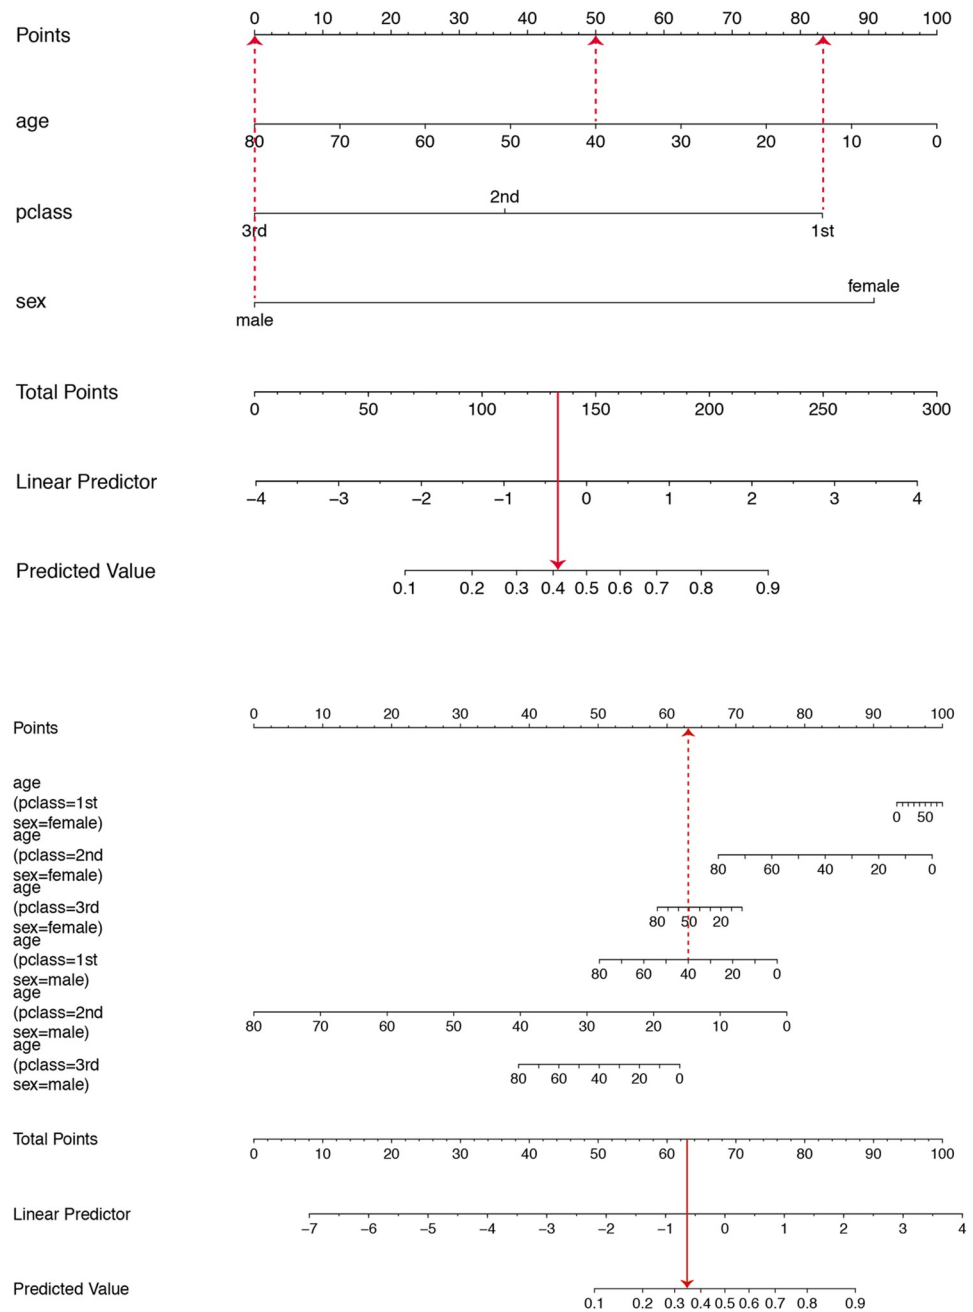 0 10 20 30 40 50 60 70 80 90 100
Points
age
80 70 60 50 40 30 20 10 0
2nd
pclass
3rd 1st
female
sex
male
Total Points
0 50 100 150 200 250 300
Linear Predictor
−4 −3 −2 −1 0 1 2 3 4
Predicted Value
0.1 0.2 0.3 0.4 0.5 0.6 0.7 0.8 0.9
0 10 20 30 40 50 60 70 80 90 100
Points
age
(pclass=1st
sex=female)
0 50
age
(pclass=2nd
sex=female)
80 60 40 20 0
age
(pclass=3rd
sex=female)
80 50 20
age
(pclass=1st
sex=male)
80 60 40 20 0
age
(pclass=2nd
sex=male)
80 70 60 50 40 30 20 10 0
age
(pclass=3rd
sex=male)
80 60 40 20 0
Total Points
0 10 20 30 40 50 60 70 80 90 100
Linear Predictor
−7 −6 −5 −4 −3 −2 −1 0 1 2 3 4
Predicted Value
0.1 0.2 0.3 0.4 0.5 0.6 0.7 0.8 0.9